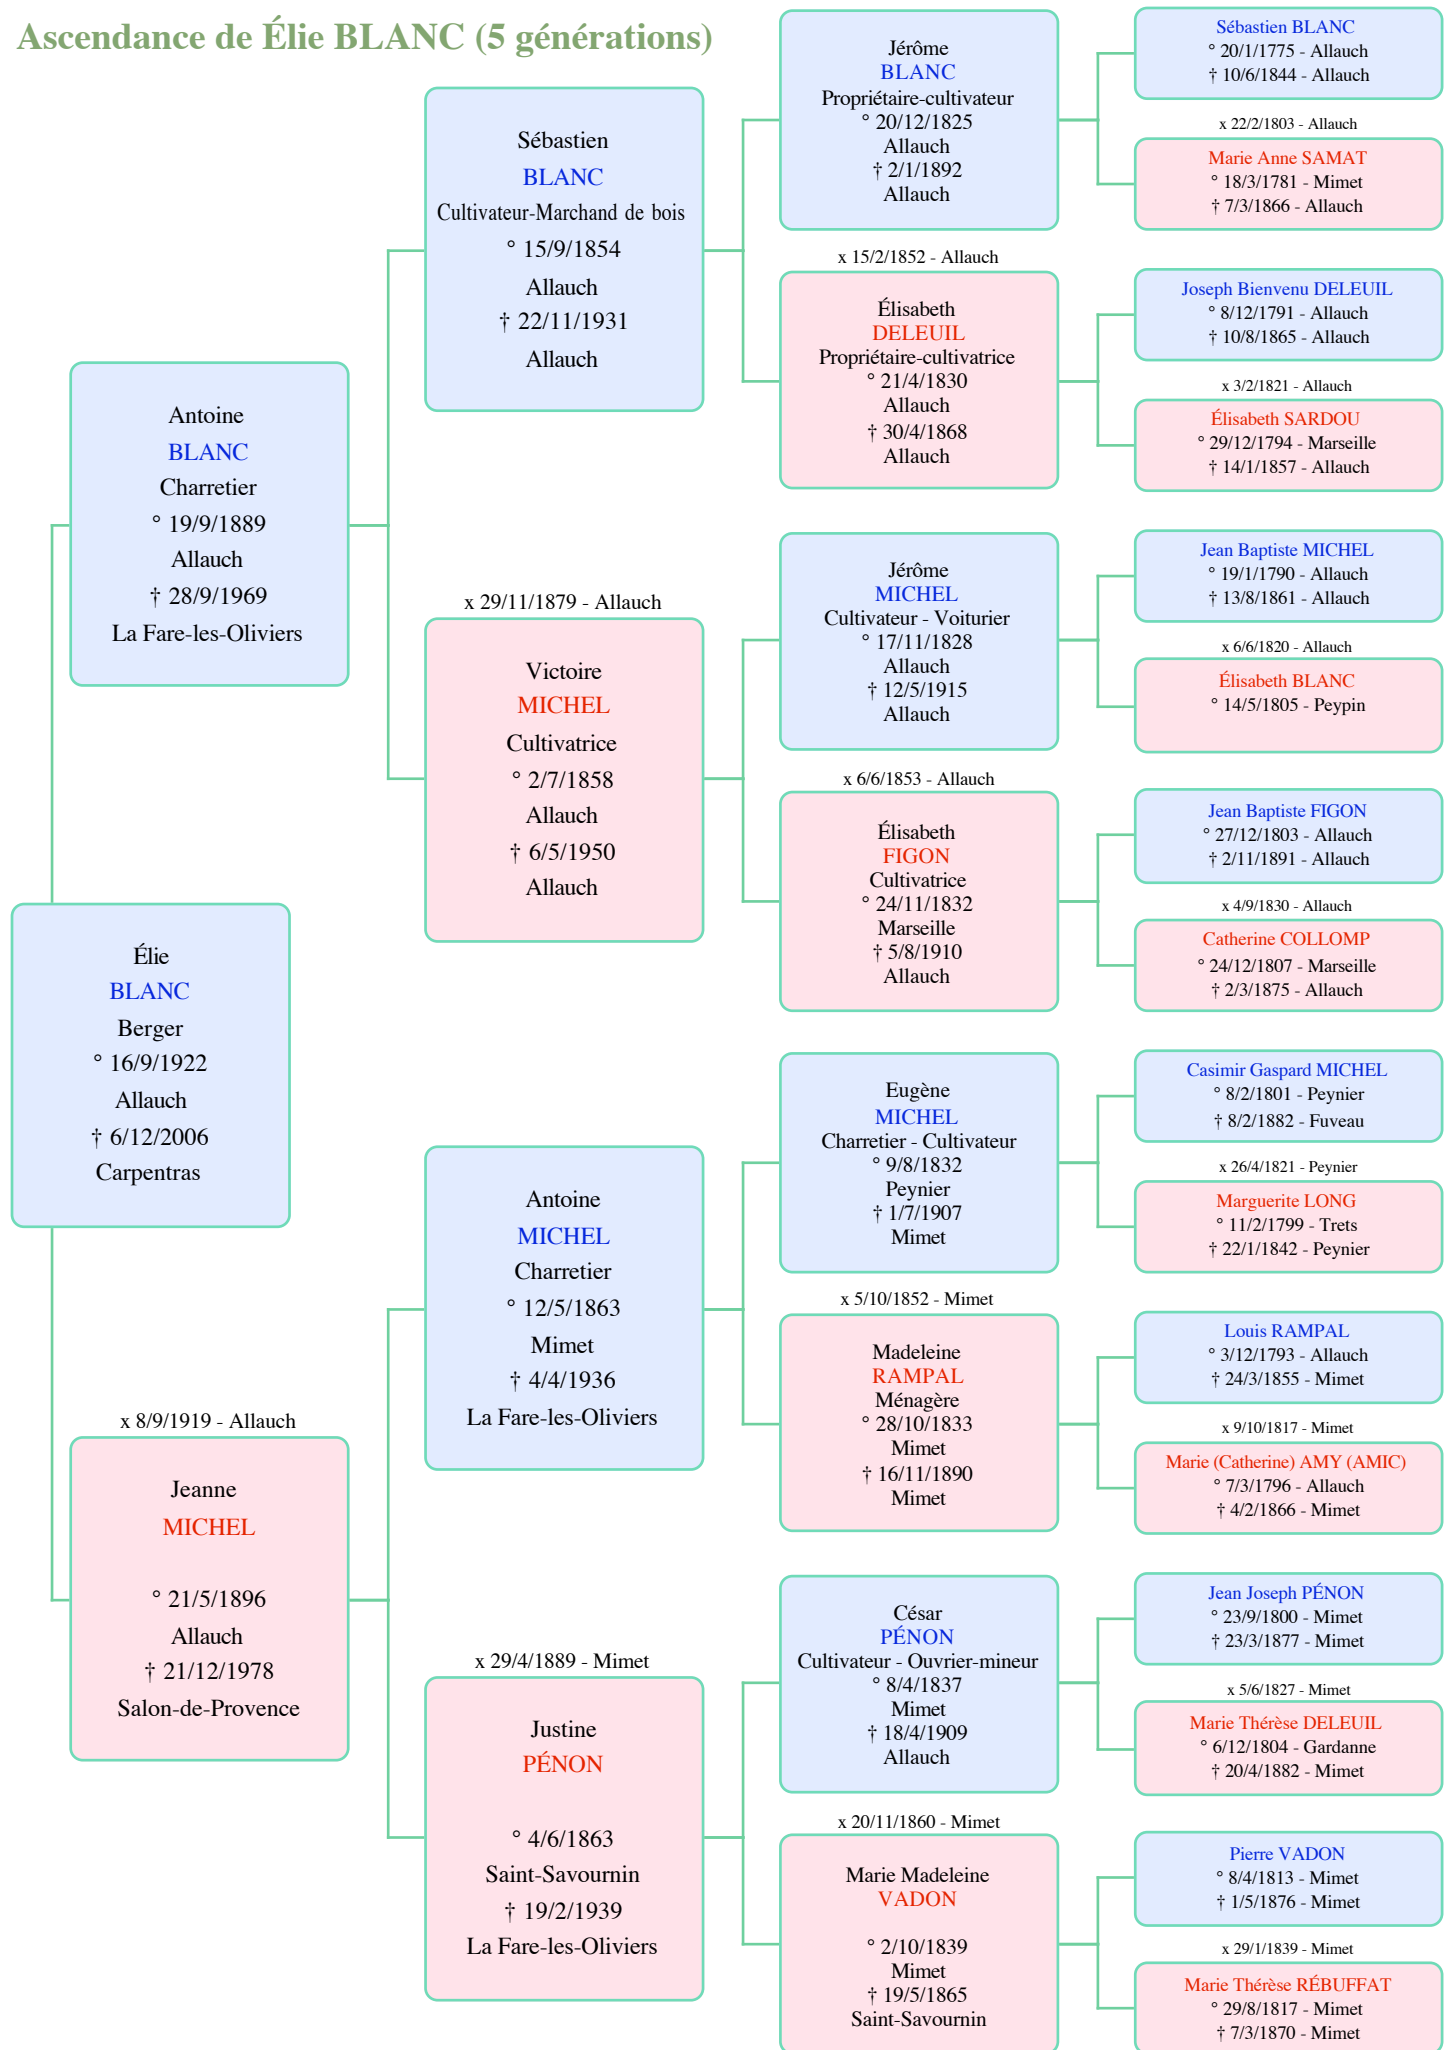 Ascendance de Élie BLANC (5 générations)
Élie
BLANC
Berger
° 16/9/1922
Allauch
† 6/12/2006
Carpentras
Antoine
BLANC
Charretier
° 19/9/1889
Allauch
† 28/9/1969
La Fare-les-Oliviers
x 8/9/1919 - Allauch
Jeanne
MICHEL
° 21/5/1896
Allauch
† 21/12/1978
Salon-de-Provence
Sébastien
BLANC
Cultivateur-Marchand de bois
° 15/9/1854
Allauch
† 22/11/1931
Allauch
x 29/11/1879 - Allauch
Victoire
MICHEL
Cultivatrice
° 2/7/1858
Allauch
† 6/5/1950
Allauch
Antoine
MICHEL
Charretier
° 12/5/1863
Mimet
† 4/4/1936
La Fare-les-Oliviers
x 29/4/1889 - Mimet
Justine
PÉNON
° 4/6/1863
Saint-Savournin
† 19/2/1939
La Fare-les-Oliviers
Jérôme
BLANC
Propriétaire-cultivateur
° 20/12/1825
Allauch
† 2/1/1892
Allauch
x 15/2/1852 - Allauch
Élisabeth
DELEUIL
Propriétaire-cultivatrice
° 21/4/1830
Allauch
† 30/4/1868
Allauch
Jérôme
MICHEL
Cultivateur - Voiturier
° 17/11/1828
Allauch
† 12/5/1915
Allauch
x 6/6/1853 - Allauch
Élisabeth
FIGON
Cultivatrice
° 24/11/1832
Marseille
† 5/8/1910
Allauch
Eugène
MICHEL
Charretier - Cultivateur
° 9/8/1832
Peynier
† 1/7/1907
Mimet
x 5/10/1852 - Mimet
Madeleine
RAMPAL
Ménagère
° 28/10/1833
Mimet
† 16/11/1890
Mimet
César
PÉNON
Cultivateur - Ouvrier-mineur
° 8/4/1837
Mimet
† 18/4/1909
Allauch
x 20/11/1860 - Mimet
Marie Madeleine
VADON
° 2/10/1839
Mimet
† 19/5/1865
Saint-Savournin
Sébastien BLANC
° 20/1/1775 - Allauch
† 10/6/1844 - Allauch
x 22/2/1803 - Allauch
Marie Anne SAMAT
° 18/3/1781 - Mimet
† 7/3/1866 - Allauch
Joseph Bienvenu DELEUIL
° 8/12/1791 - Allauch
† 10/8/1865 - Allauch
x 3/2/1821 - Allauch
Élisabeth SARDOU
° 29/12/1794 - Marseille
† 14/1/1857 - Allauch
Jean Baptiste MICHEL
° 19/1/1790 - Allauch
† 13/8/1861 - Allauch
x 6/6/1820 - Allauch
Élisabeth BLANC
° 14/5/1805 - Peypin
Jean Baptiste FIGON
° 27/12/1803 - Allauch
† 2/11/1891 - Allauch
x 4/9/1830 - Allauch
Catherine COLLOMP
° 24/12/1807 - Marseille
† 2/3/1875 - Allauch
Casimir Gaspard MICHEL
° 8/2/1801 - Peynier
† 8/2/1882 - Fuveau
x 26/4/1821 - Peynier
Marguerite LONG
° 11/2/1799 - Trets
† 22/1/1842 - Peynier
Louis RAMPAL
° 3/12/1793 - Allauch
† 24/3/1855 - Mimet
x 9/10/1817 - Mimet
Marie (Catherine) AMY (AMIC)
° 7/3/1796 - Allauch
† 4/2/1866 - Mimet
Jean Joseph PÉNON
° 23/9/1800 - Mimet
† 23/3/1877 - Mimet
x 5/6/1827 - Mimet
Marie Thérèse DELEUIL
° 6/12/1804 - Gardanne
† 20/4/1882 - Mimet
Pierre VADON
° 8/4/1813 - Mimet
† 1/5/1876 - Mimet
x 29/1/1839 - Mimet
Marie Thérèse RÉBUFFAT
° 29/8/1817 - Mimet
† 7/3/1870 - Mimet